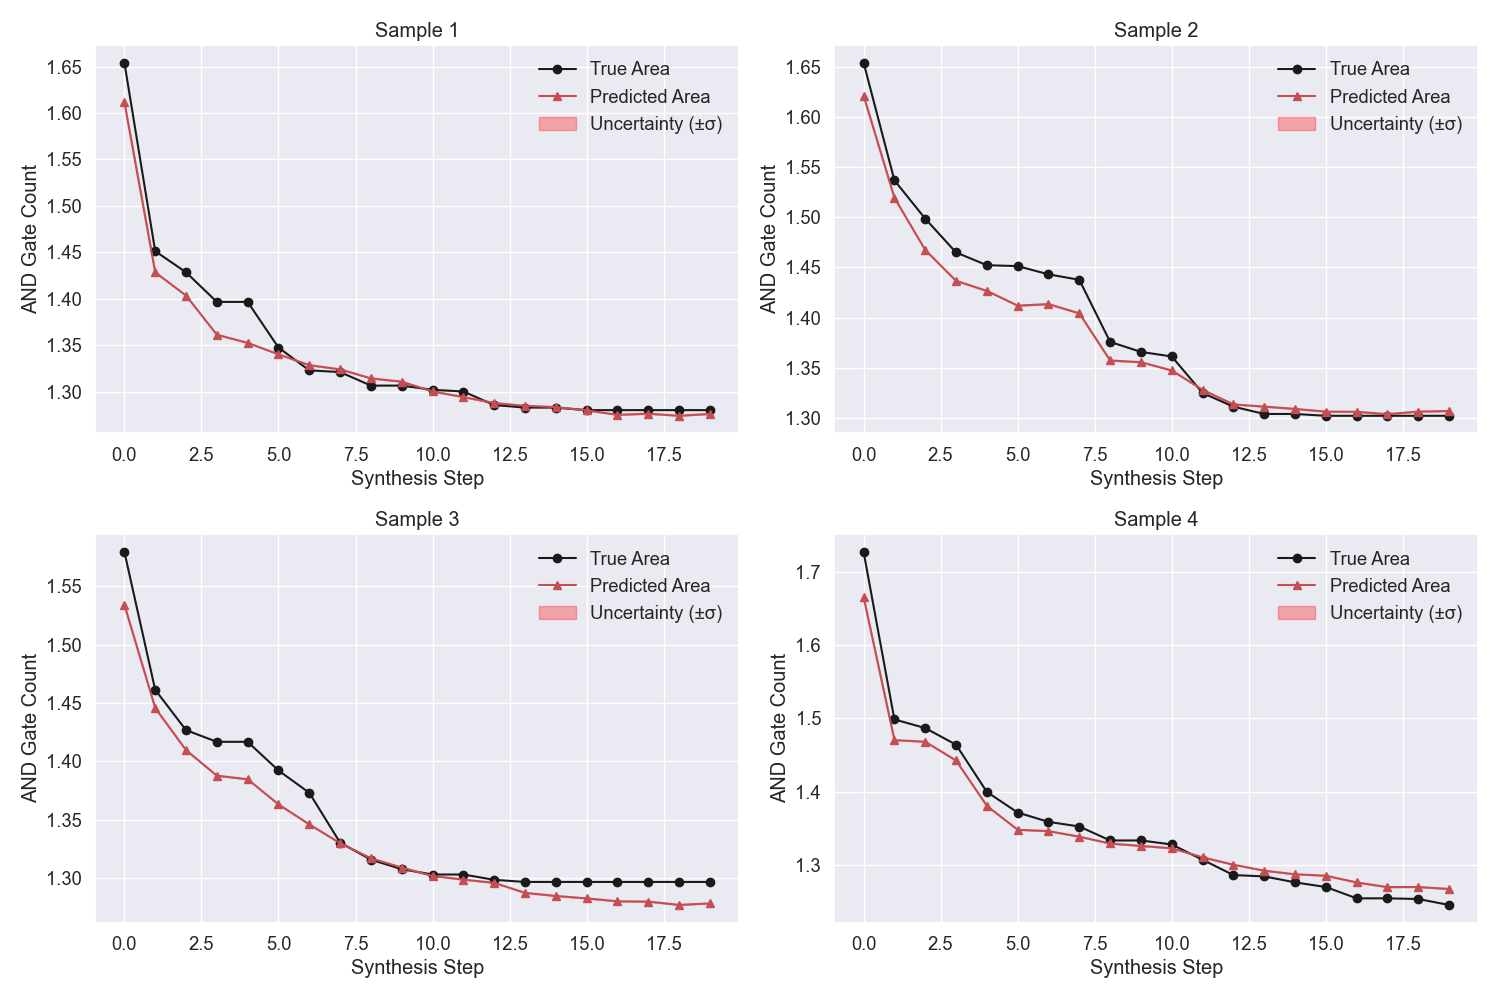 Sample 1
True Area
Predicted Area
Uncertainty (±σ)
AND Gate Count
1.65
1.60
1.55
1.50
1.45
1.40
1.35
1.30
0.0 2.5 5.0 7.5 10.0 12.5 15.0 17.5
Synthesis Step
Sample 2
True Area
Predicted Area
Uncertainty (±σ)
AND Gate Count
1.65
1.60
1.55
1.50
1.45
1.40
1.35
1.30
0.0 2.5 5.0 7.5 10.0 12.5 15.0 17.5
Synthesis Step
Sample 3
True Area
Predicted Area
Uncertainty (±σ)
AND Gate Count
1.55
1.50
1.45
1.40
1.35
1.30
0.0 2.5 5.0 7.5 10.0 12.5 15.0 17.5
Synthesis Step
Sample 4
True Area
Predicted Area
Uncertainty (±σ)
AND Gate Count
1.7
1.6
1.5
1.4
1.3
0.0 2.5 5.0 7.5 10.0 12.5 15.0 17.5
Synthesis Step